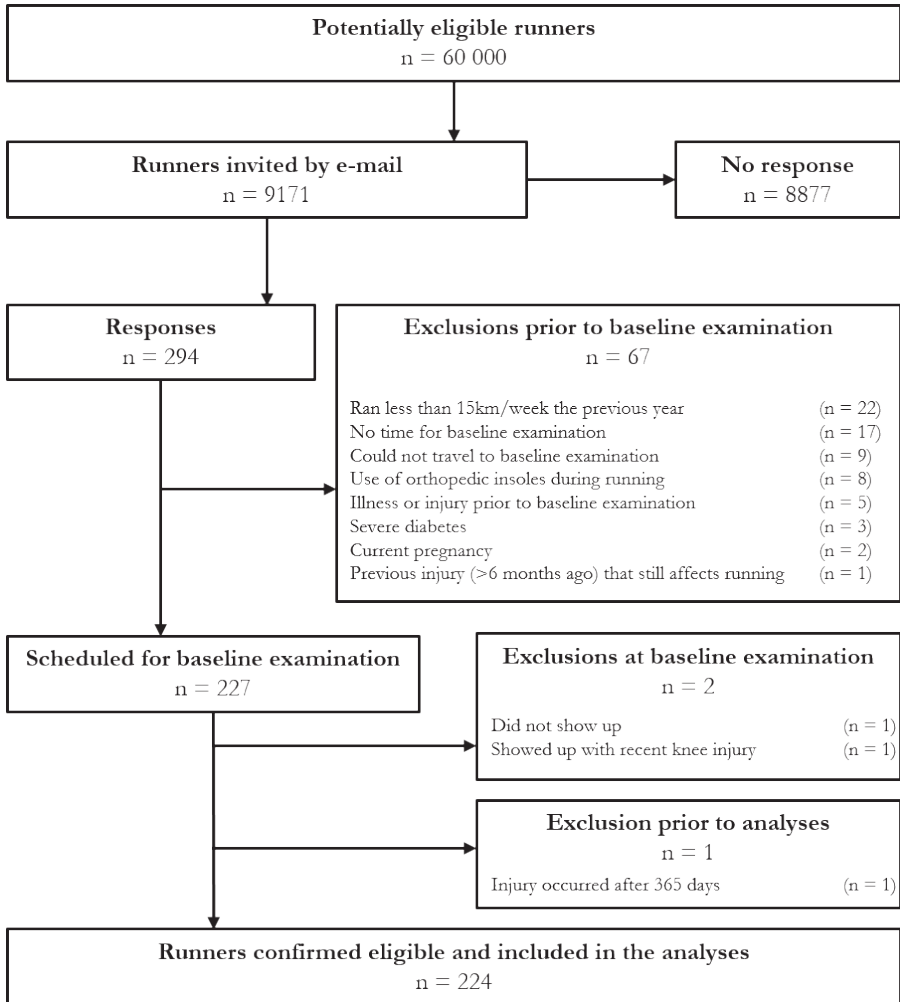 Potentially eligible runners
n = 60 000
Runners invited by e-mail
n = 9171
No response
n = 8877
Responses
n = 294
Exclusions prior to baseline examination
n = 67
Ran less than 15km/week the previous year (n = 22)
No time for baseline examination (n = 17)
Could not travel to baseline examination (n = 9)
Use of orthopedic insoles during running (n = 8)
Illness or injury prior to baseline examination (n = 5)
Severe diabetes (n = 3)
Current pregnancy (n = 2)
Previous injury (>6 months ago) that still affects running (n = 1)
Scheduled for baseline examination
n = 227
Exclusions at baseline examination
n = 2
Did not show up (n = 1)
Showed up with recent knee injury (n = 1)
Exclusion prior to analyses
n = 1
Injury occurred after 365 days (n = 1)
Runners confirmed eligible and included in the analyses
n = 224